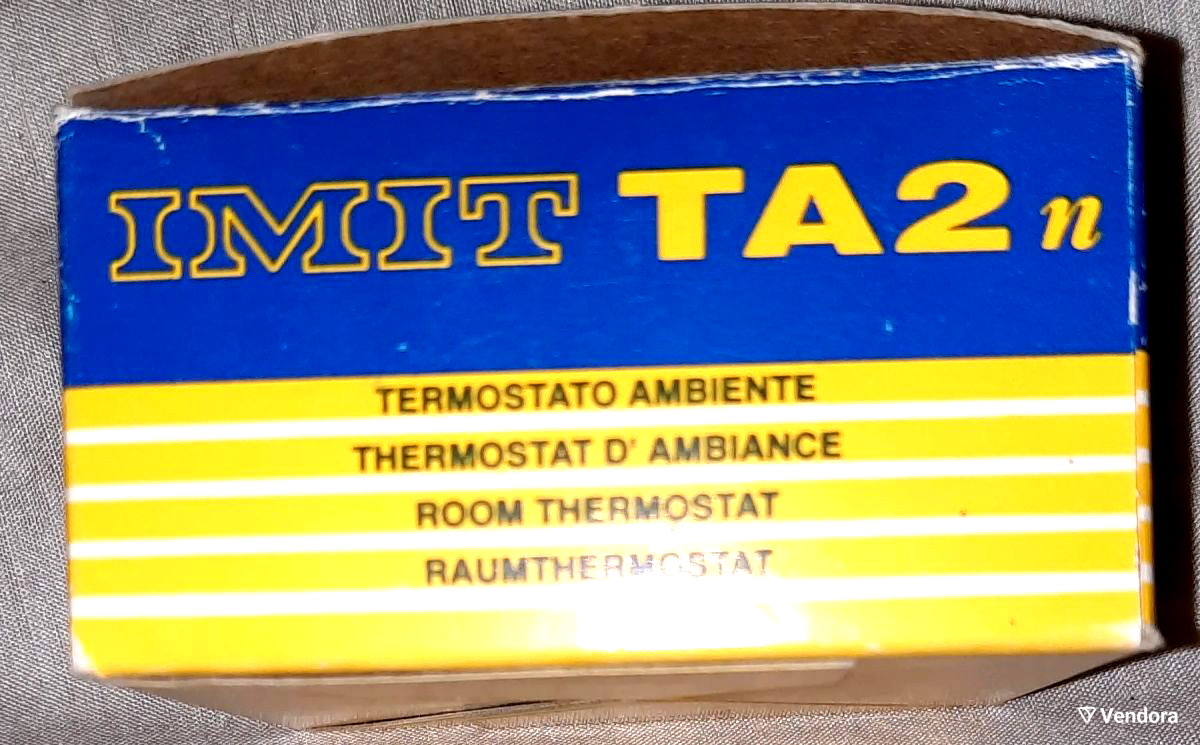 IMIT TA2 n
TERMOSTATO AMBIENTE
THERMOSTAT D' AMBIANCE
ROOM THERMOSTAT
RAUMTHERMOSTAT
Vendora